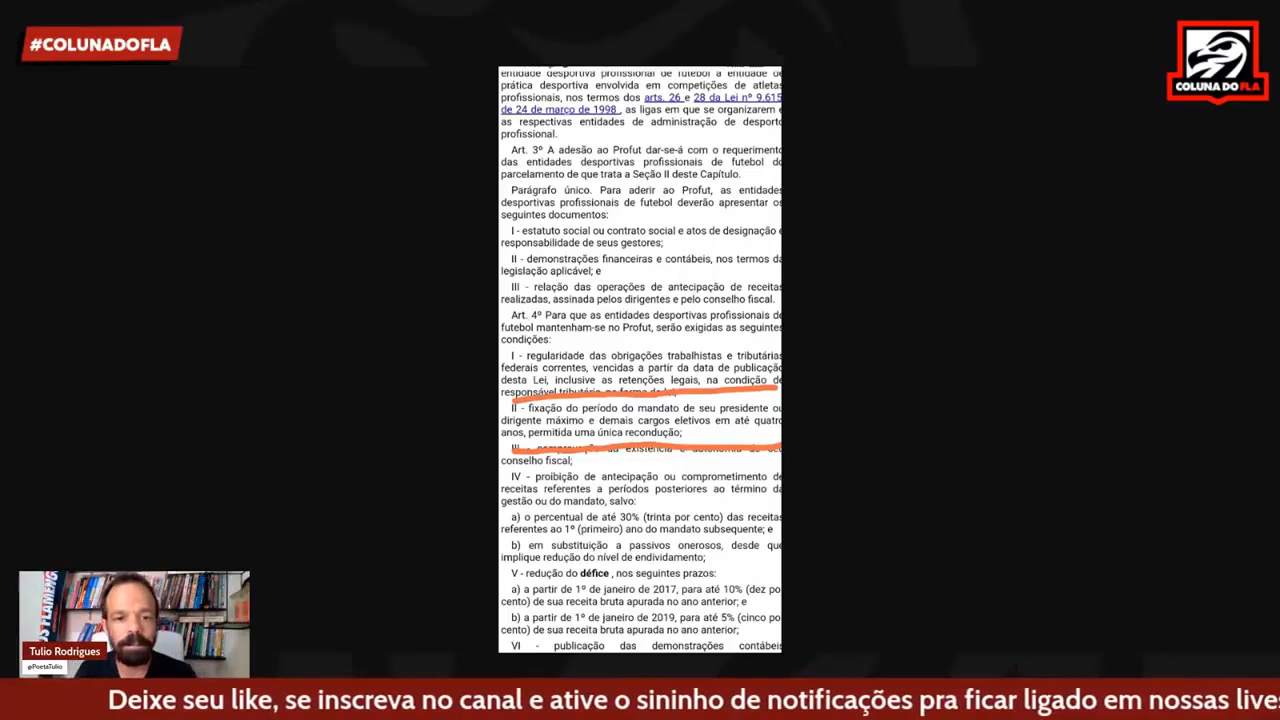 #COLUNADOFLA
COLUNA DO FLA
entidade desportiva profissional de futebol a entidade de
prática desportiva envolvida em competições de atletas
profissionais, nos termos dos arts. 26 e 28 da Lei nº 9.615
de 24 de março de 1998 , as ligas em que se organizarem e
as respectivas entidades de administração de desporto
profissional.
Art. 3º A adesão ao Profut dar-se-á com o requerimento
das entidades desportivas profissionais de futebol do
parcelamento de que trata a Seção II deste Capítulo.
Parágrafo único. Para aderir ao Profut, as entidades
desportivas profissionais de futebol deverão apresentar os
seguintes documentos:
I - estatuto social ou contrato social e atos de designação e
responsabilidade de seus gestores;
II - demonstrações financeiras e contábeis, nos termos da
legislação aplicável; e
III - relação das operações de antecipação de receitas
realizadas, assinada pelos dirigentes e pelo conselho fiscal.
Art. 4º Para que as entidades desportivas profissionais de
futebol mantenham-se no Profut, serão exigidas as seguintes
condições:
I - regularidade das obrigações trabalhistas e tributárias
federais correntes, vencidas a partir da data de publicação
desta Lei, inclusive as retenções legais, na condição de
responsável tributário, na forma da lei;
II - fixação do período do mandato de seu presidente ou
dirigente máximo e demais cargos eletivos em até quatro
anos, permitida uma única recondução;
III - comprovação da existência e autonomia do seu
conselho fiscal;
IV - proibição de antecipação ou comprometimento de
receitas referentes a períodos posteriores ao término da
gestão ou do mandato, salvo:
a) o percentual de até 30% (trinta por cento) das receitas
referentes ao 1º (primeiro) ano do mandato subsequente; e
b) em substituição a passivos onerosos, desde que
implique redução do nível de endividamento;
V - redução do défice , nos seguintes prazos:
a) a partir de 1º de janeiro de 2017, para até 10% (dez po
cento) de sua receita bruta apurada no ano anterior; e
b) a partir de 1º de janeiro de 2019, para até 5% (cinco po
cento) de sua receita bruta apurada no ano anterior;
VI - publicação das demonstrações contábeis
Tulio Rodrigues
@PoetaTulio
Deixe seu like, se inscreva no canal e ative o sininho de notificações pra ficar ligado em nossas lives